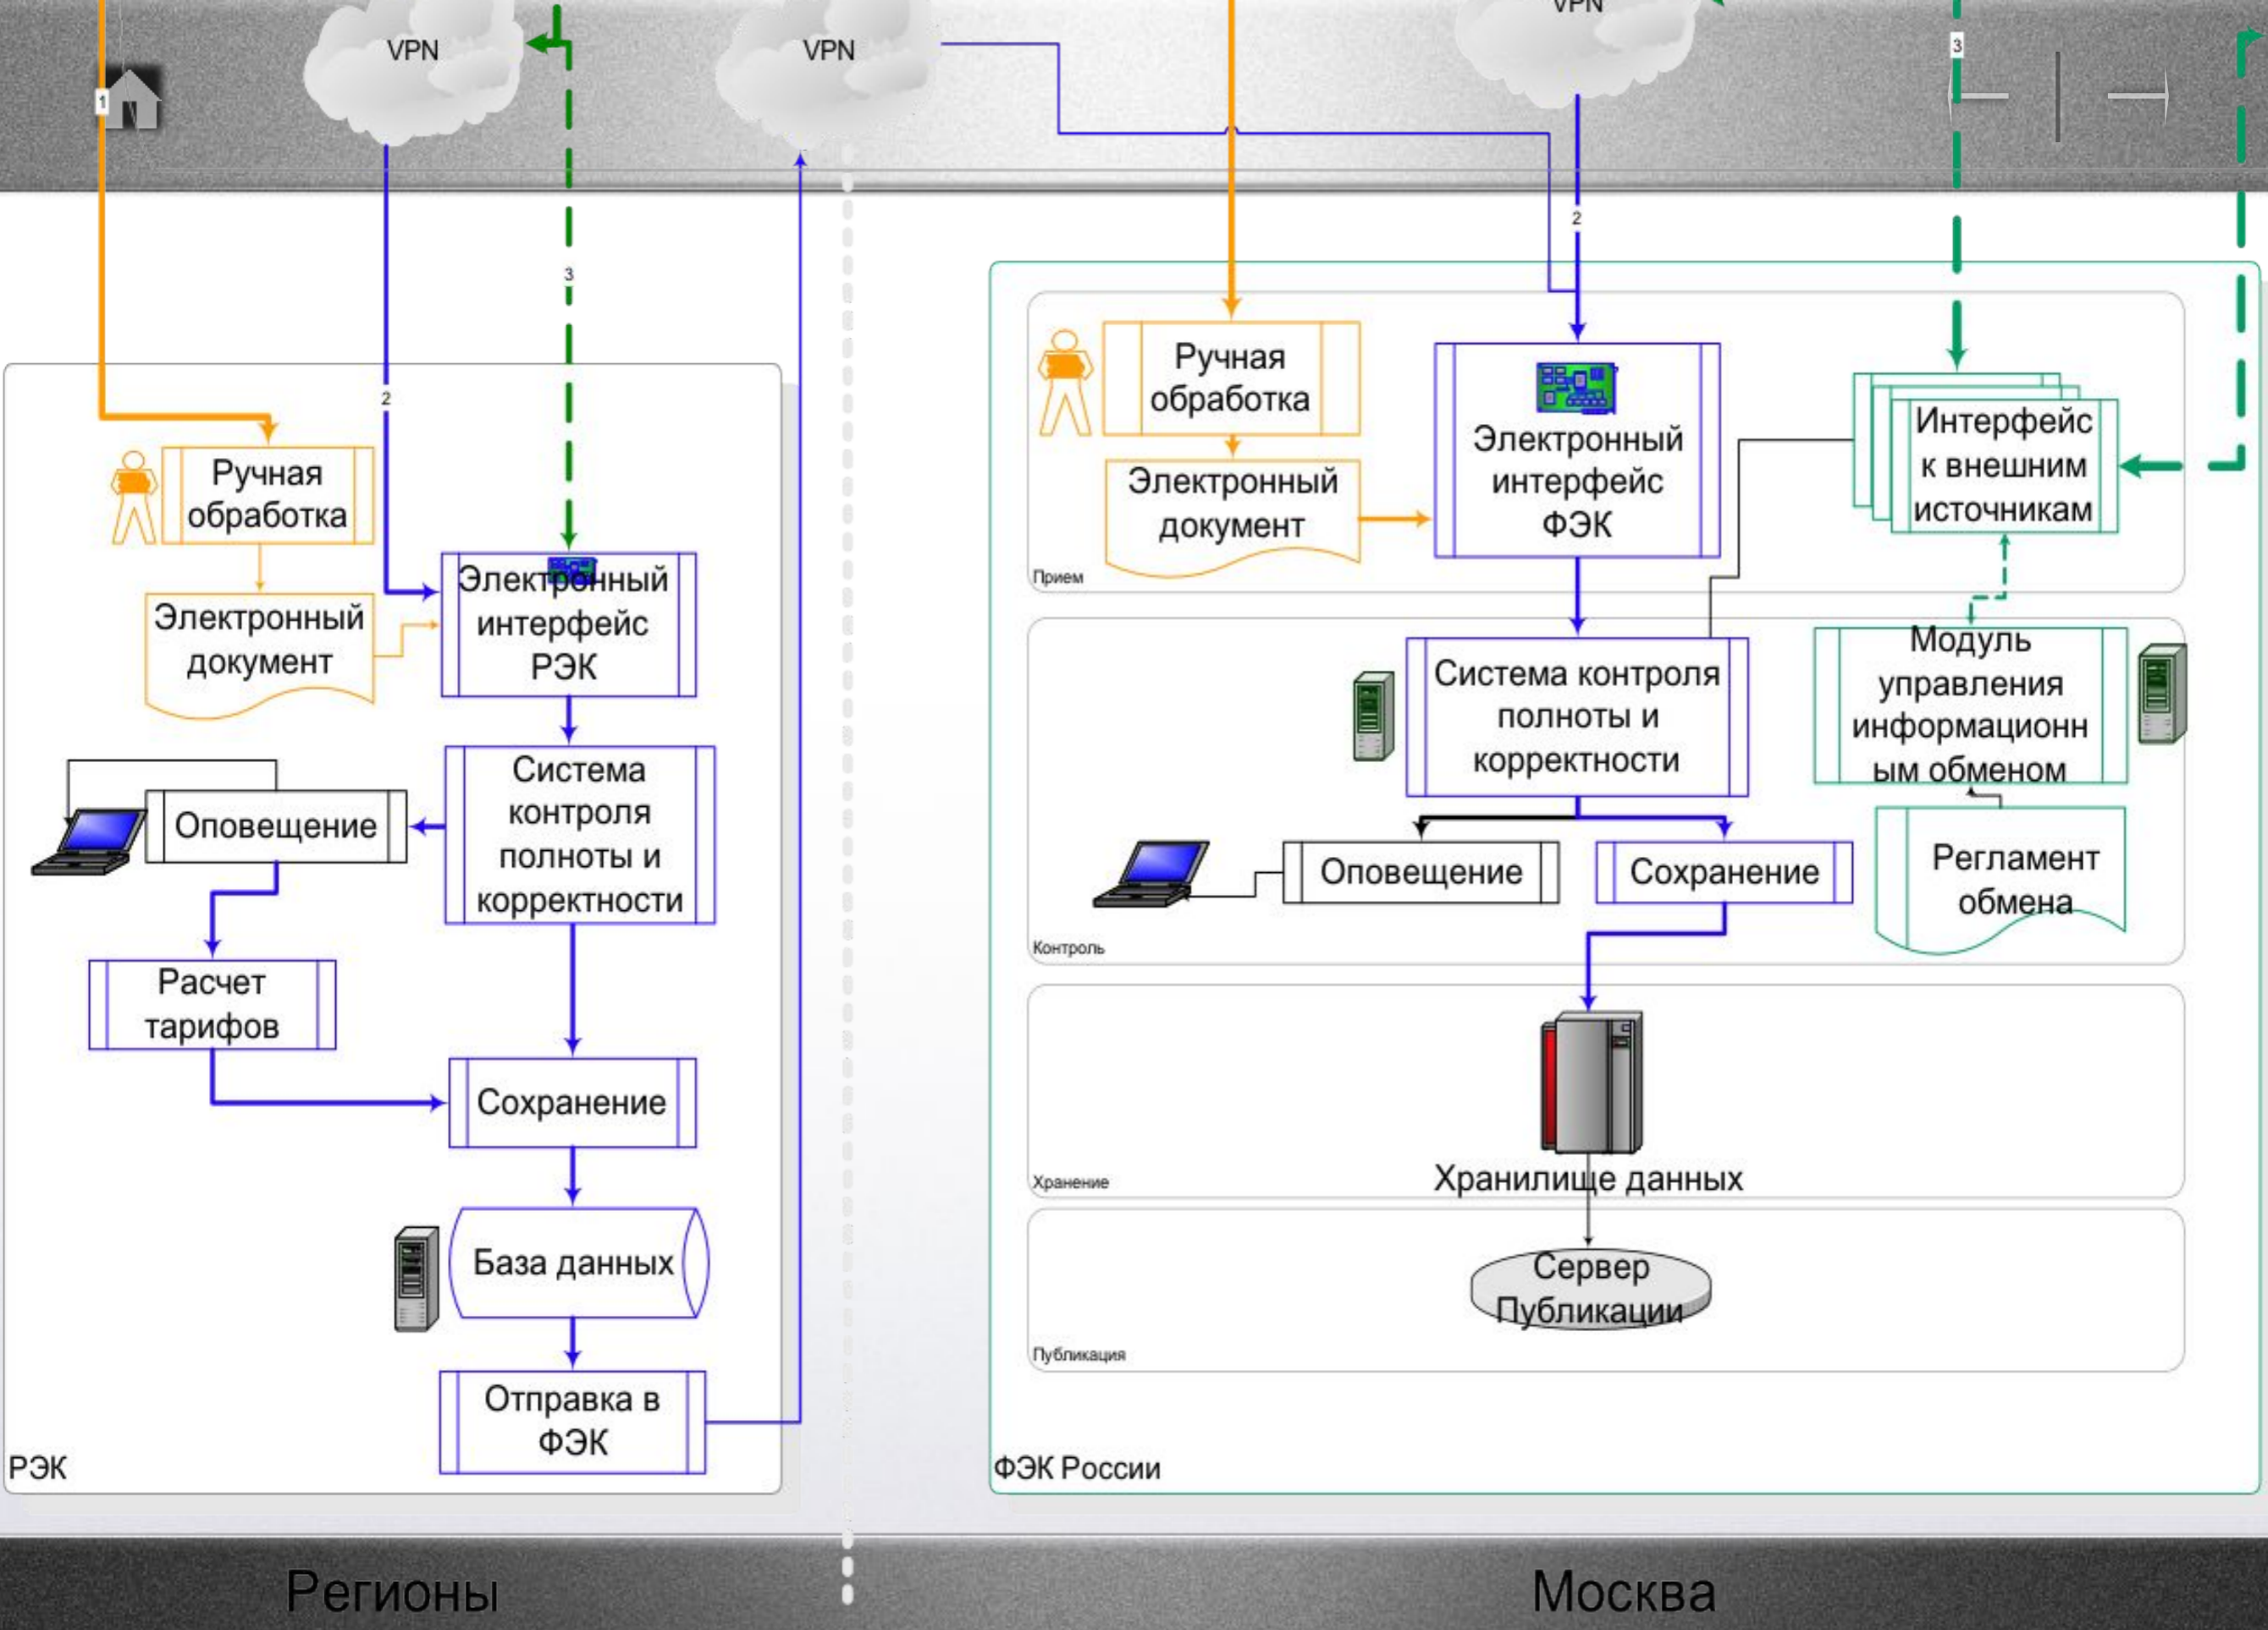 VPN
VPN
VPN
1
3
2
3
2
Ручная
обработка
Электронный
документ
Электронный
интерфейс
РЭК
Система
контроля
полноты и
корректности
Оповещение
Расчет
тарифов
Сохранение
База данных
Отправка в
ФЭК
РЭК
Ручная
обработка
Электронный
документ
Прием
Электронный
интерфейс
ФЭК
Интерфейс
к внешним
источникам
Система контроля
полноты и
корректности
Модуль
управления
информационн
ым обменом
Оповещение
Сохранение
Регламент
обмена
Контроль
Хранилище данных
Хранение
Сервер
Публикации
Публикация
ФЭК России
Регионы
Москва